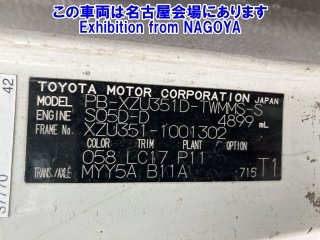 この車両は名古屋会場にあります
Exhibition from NAGOYA
TOYOTA MOTOR CORPORATION JAPAN
MODEL PB-XZU351D-TWMMS-S
ENGINE S05D-D 4899 mL
FRAME No. XZU351-1001302
COLOR TRIM PLANT OPTION
058 LC17 P11
TRANS./AXLE MYY5A B11A 715 T1
42
37770